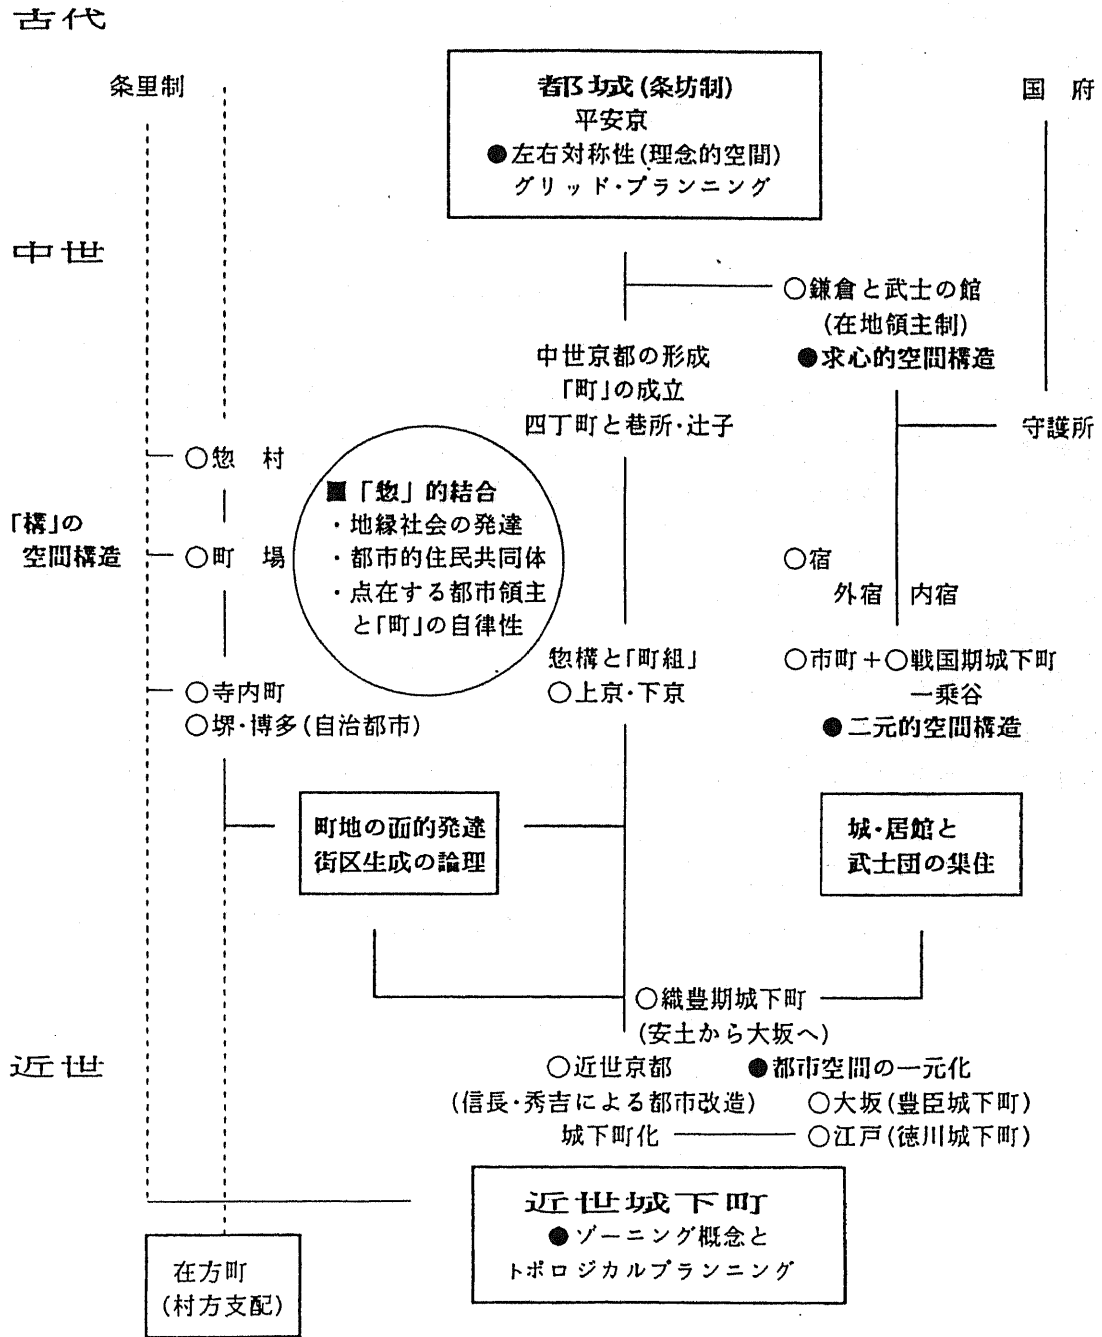 古代
条里制
都城(条坊制)
平安京
●左右対称性(理念的空間)
グリッド・プランニング
国　府
中世
○鎌倉と武士の館
(在地領主制)
●求心的空間構造
中世京都の形成
「町」の成立
四丁町と巷所・辻子
守護所
○惣　村
■「惣」的結合
・地縁社会の発達
・都市的住民共同体
・点在する都市領主
と「町」の自律性
「構」の
空間構造
○町　場
○宿
外宿
内宿
○寺内町
○堺・博多(自治都市)
惣構と「町組」
○上京・下京
○市町+○戦国期城下町
一乗谷
●二元的空間構造
町地の面的発達
街区生成の論理
城・居館と
武士団の集住
○織豊期城下町
(安土から大坂へ)
近世
○近世京都
●都市空間の一元化
(信長・秀吉による都市改造)
○大坂(豊臣城下町)
城下町化
○江戸(徳川城下町)
近世城下町
●ゾーニング概念と
トポロジカルプランニング
在方町
(村方支配)